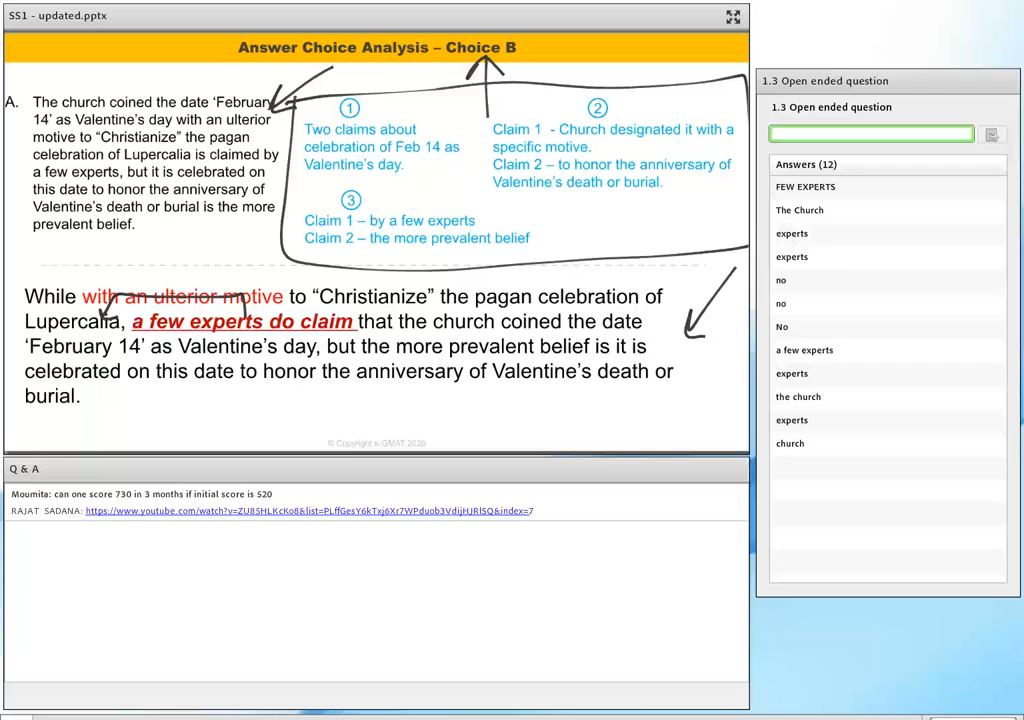 SS1 - updated.pptx
Answer Choice Analysis – Choice B
A. The church coined the date ‘February
14’ as Valentine’s day with an ulterior
motive to “Christianize” the pagan
celebration of Lupercalia is claimed by
a few experts, but it is celebrated on
this date to honor the anniversary of
Valentine’s death or burial is the more
prevalent belief.
1
Two claims about
celebration of Feb 14 as
Valentine’s day.
2
Claim 1 - Church designated it with a
specific motive.
Claim 2 – to honor the anniversary of
Valentine’s death or burial.
3
Claim 1 – by a few experts
Claim 2 – the more prevalent belief
While with an ulterior motive to “Christianize” the pagan celebration of
Lupercalia, a few experts do claim that the church coined the date
‘February 14’ as Valentine’s day, but the more prevalent belief is it is
celebrated on this date to honor the anniversary of Valentine’s death or
burial.
© Copyright e-GMAT 2020
Q & A
Moumita: can one score 730 in 3 months if initial score is 520
RAJAT SADANA: https://www.youtube.com/watch?v=ZU85HLKcKo8&list=PLffGesY6kTxj6Xr7WPduob3VdijHJRlSQ&index=7
1.3 Open ended question
1.3 Open ended question
Answers (12)
FEW EXPERTS
The Church
experts
experts
no
no
No
a few experts
experts
the church
experts
church